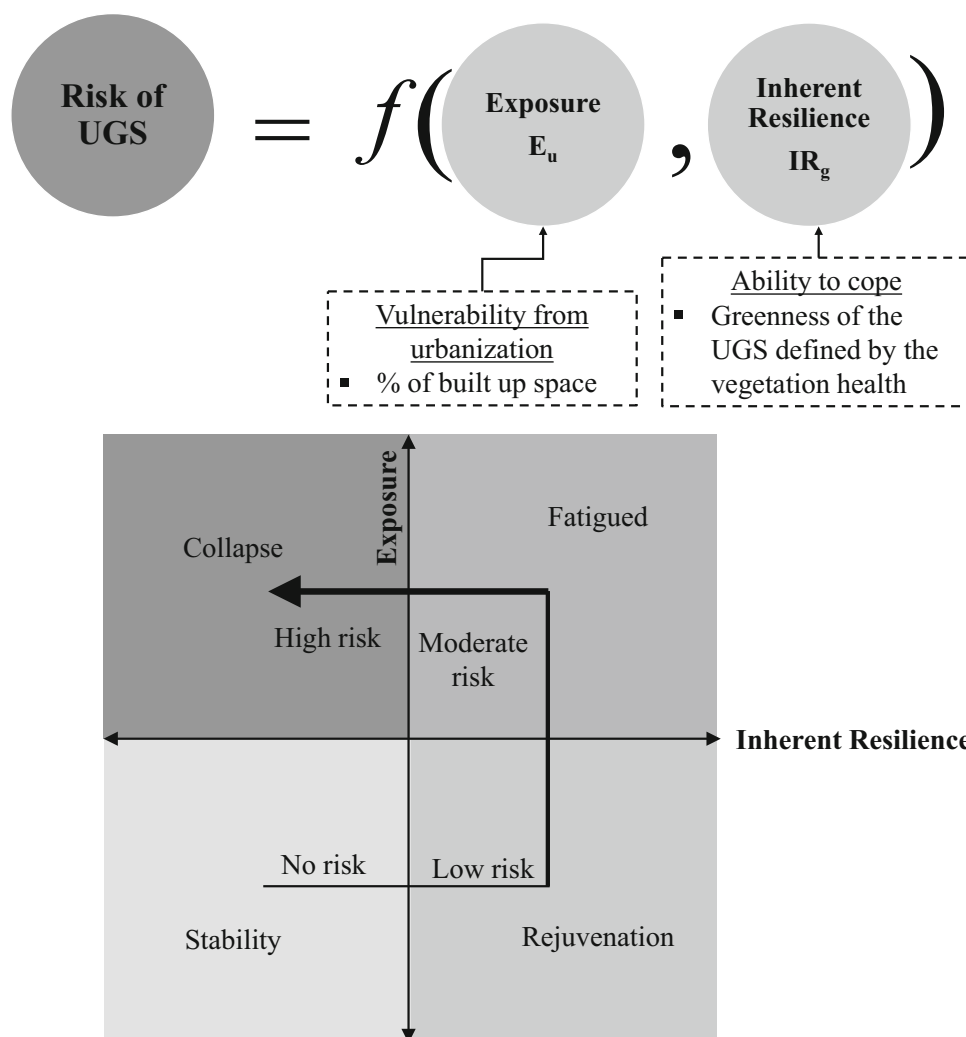 Risk of
UGS
=
f(
Exposure
E_u
,
Inherent
Resilience
IR_g
)
Vulnerability from
urbanization
▪ % of built up space
Ability to cope
▪ Greenness of the
UGS defined by the
vegetation health
Exposure
Fatigued
Collapse
High risk
Moderate
risk
Inherent Resilience
No risk
Low risk
Stability
Rejuvenation